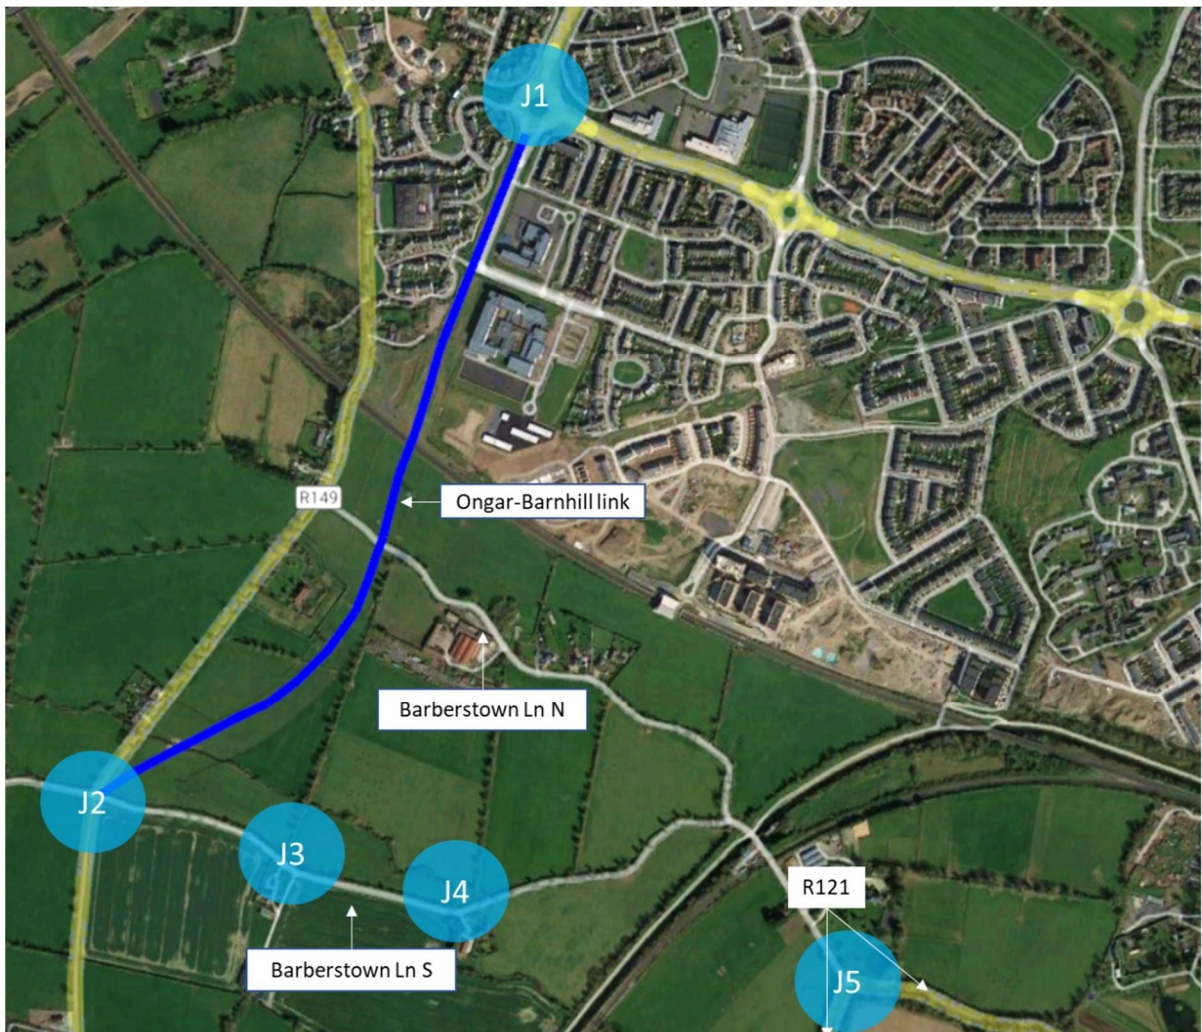 J1
R149
Ongar-Barnhill link
Barberstown Ln N
J2
J3
J4
R121
Barberstown Ln S
J5